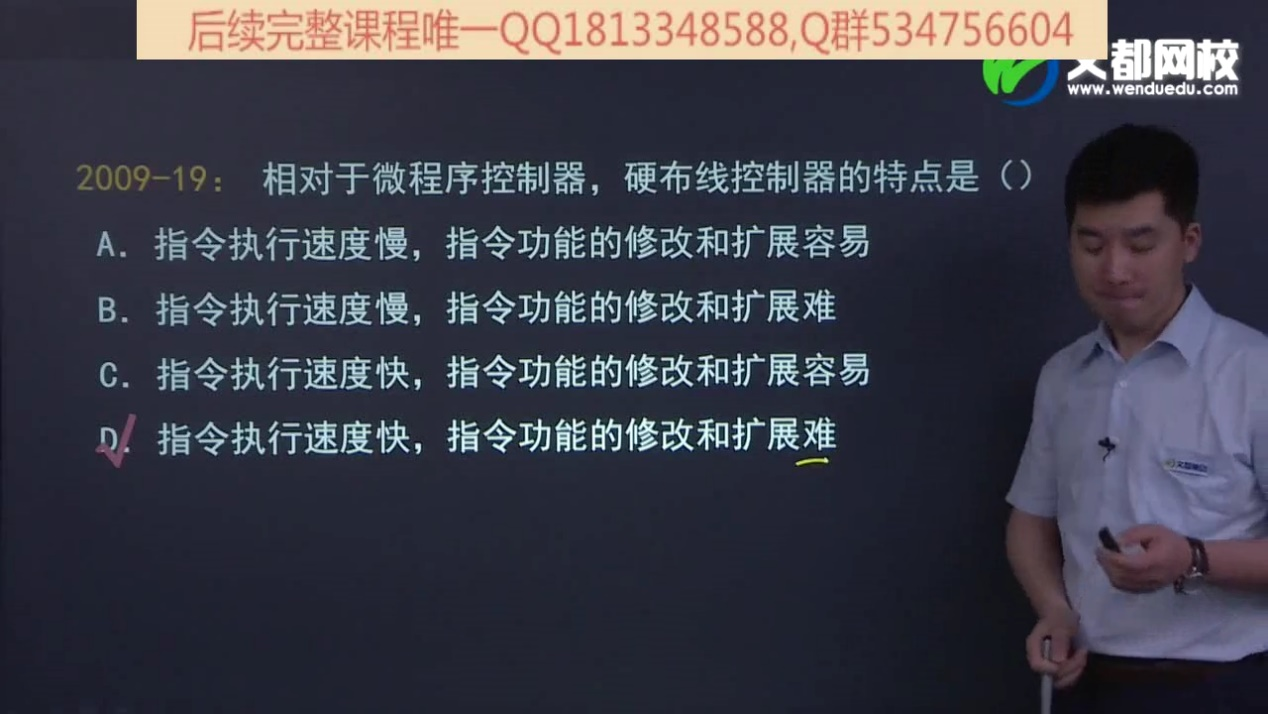 后续完整课程唯一QQ1813348588,Q群534756604
文都网校
www.wenduedu.com
2009-19: 相对于微程序控制器，硬布线控制器的特点是（）
A. 指令执行速度慢，指令功能的修改和扩展容易
B. 指令执行速度慢，指令功能的修改和扩展难
C. 指令执行速度快，指令功能的修改和扩展容易
D. 指令执行速度快，指令功能的修改和扩展难